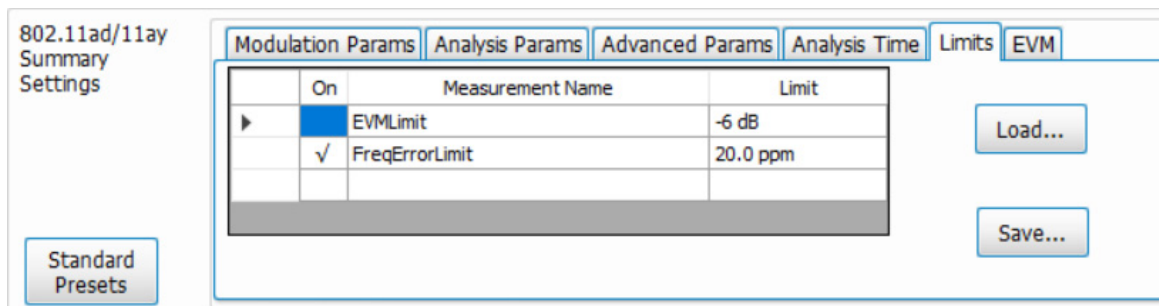 802.11ad/11ay
Summary
Settings
Modulation Params Analysis Params Advanced Params Analysis Time Limits EVM
On Measurement Name Limit
EVMLimit -6 dB
√ FreqErrorLimit 20.0 ppm
Load...
Save...
Standard
Presets